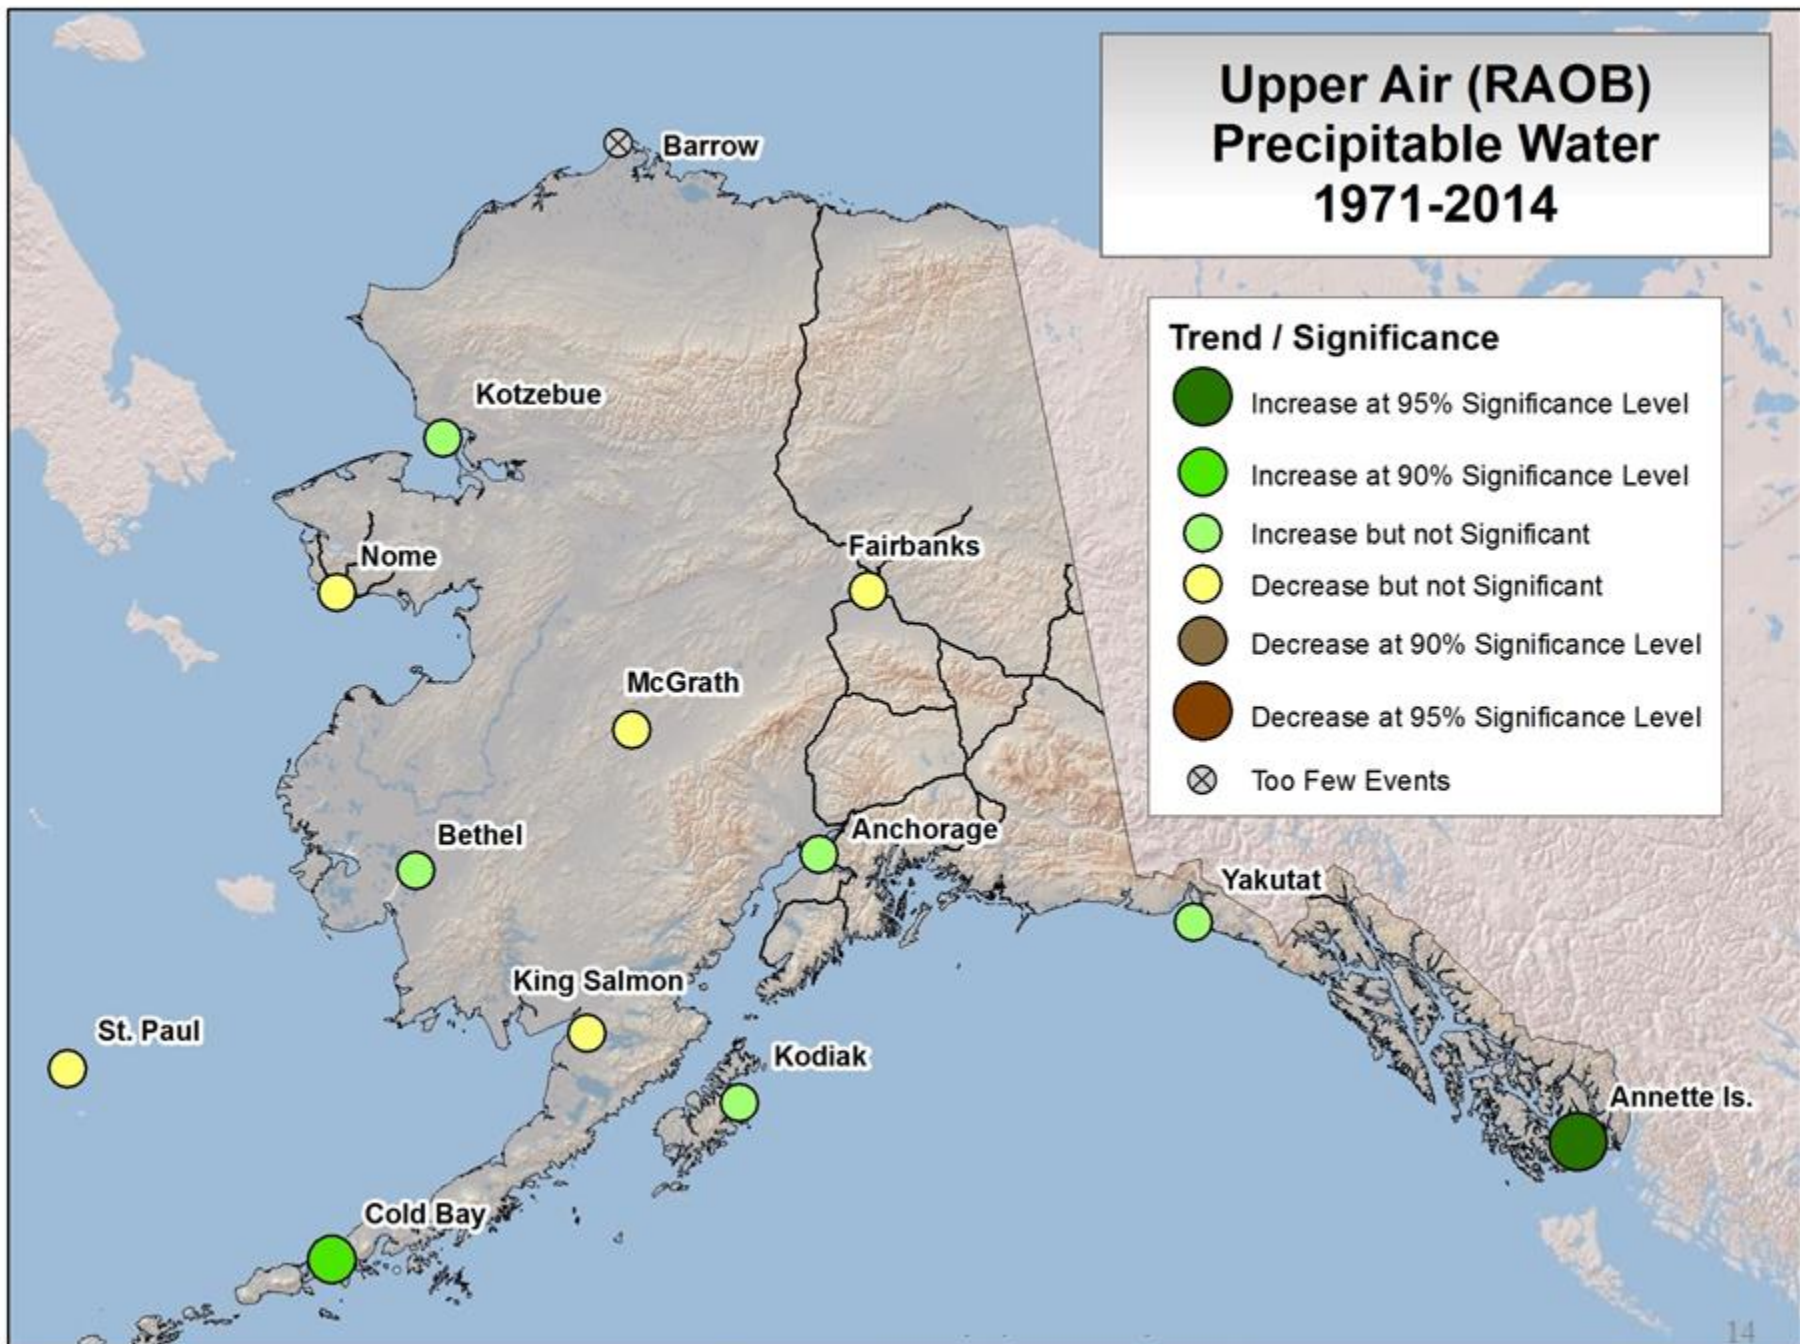 Upper Air (RAOB)
Precipitable Water
1971-2014
Trend / Significance
Increase at 95% Significance Level
Increase at 90% Significance Level
Increase but not Significant
Decrease but not Significant
Decrease at 90% Significance Level
Decrease at 95% Significance Level
Too Few Events
Barrow
Kotzebue
Nome
Fairbanks
McGrath
Bethel
Anchorage
Yakutat
King Salmon
St. Paul
Kodiak
Annette Is.
Cold Bay
14